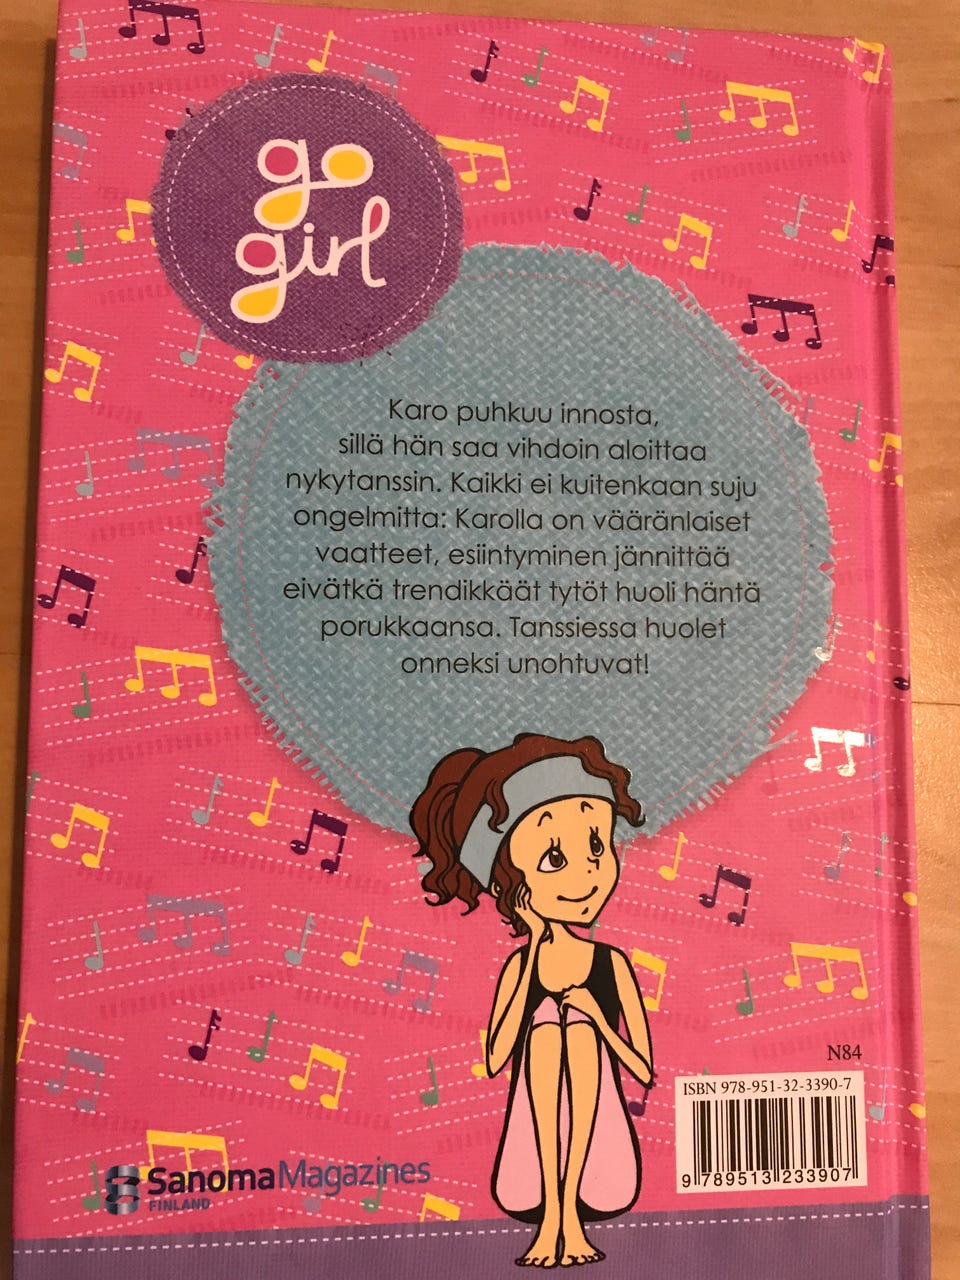 go
girl
Karo puhkuu innosta,
sillä hän saa vihdoin aloittaa
nykytanssin. Kaikki ei kuitenkaan suju
ongelmitta: Karolla on vääränlaiset
vaatteet, esiintyminen jännittää
eivätkä trendikkäät tytöt huoli häntä
porukkaansa. Tanssiessa huolet
onneksi unohtuvat!
N84
ISBN 978-951-32-3390-7
9 789513 233907
SanomaMagazines
FINLAND